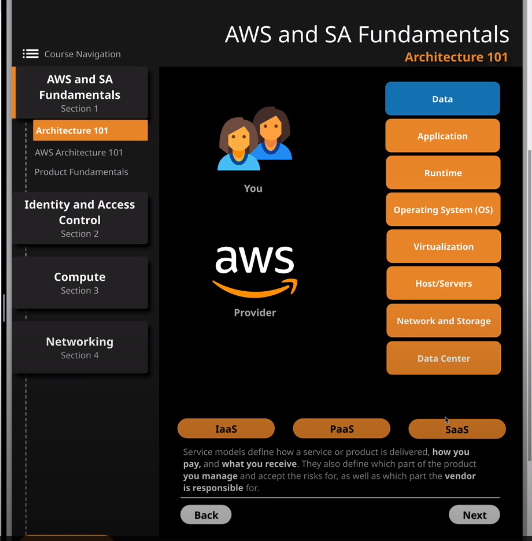 AWS and SA Fundamentals
Architecture 101
Course Navigation
AWS and SA
Fundamentals
Section 1
Architecture 101
AWS Architecture 101
Product Fundamentals
Identity and Access
Control
Section 2
Compute
Section 3
Networking
Section 4
You
aws
Provider
Data
Application
Runtime
Operating System (OS)
Virtualization
Host/Servers
Network and Storage
Data Center
IaaS
PaaS
SaaS
Service models define how a service or product is delivered, how you
pay, and what you receive. They also define which part of the product
you manage and accept the risks for, as well as which part the vendor
is responsible for.
Back
Next